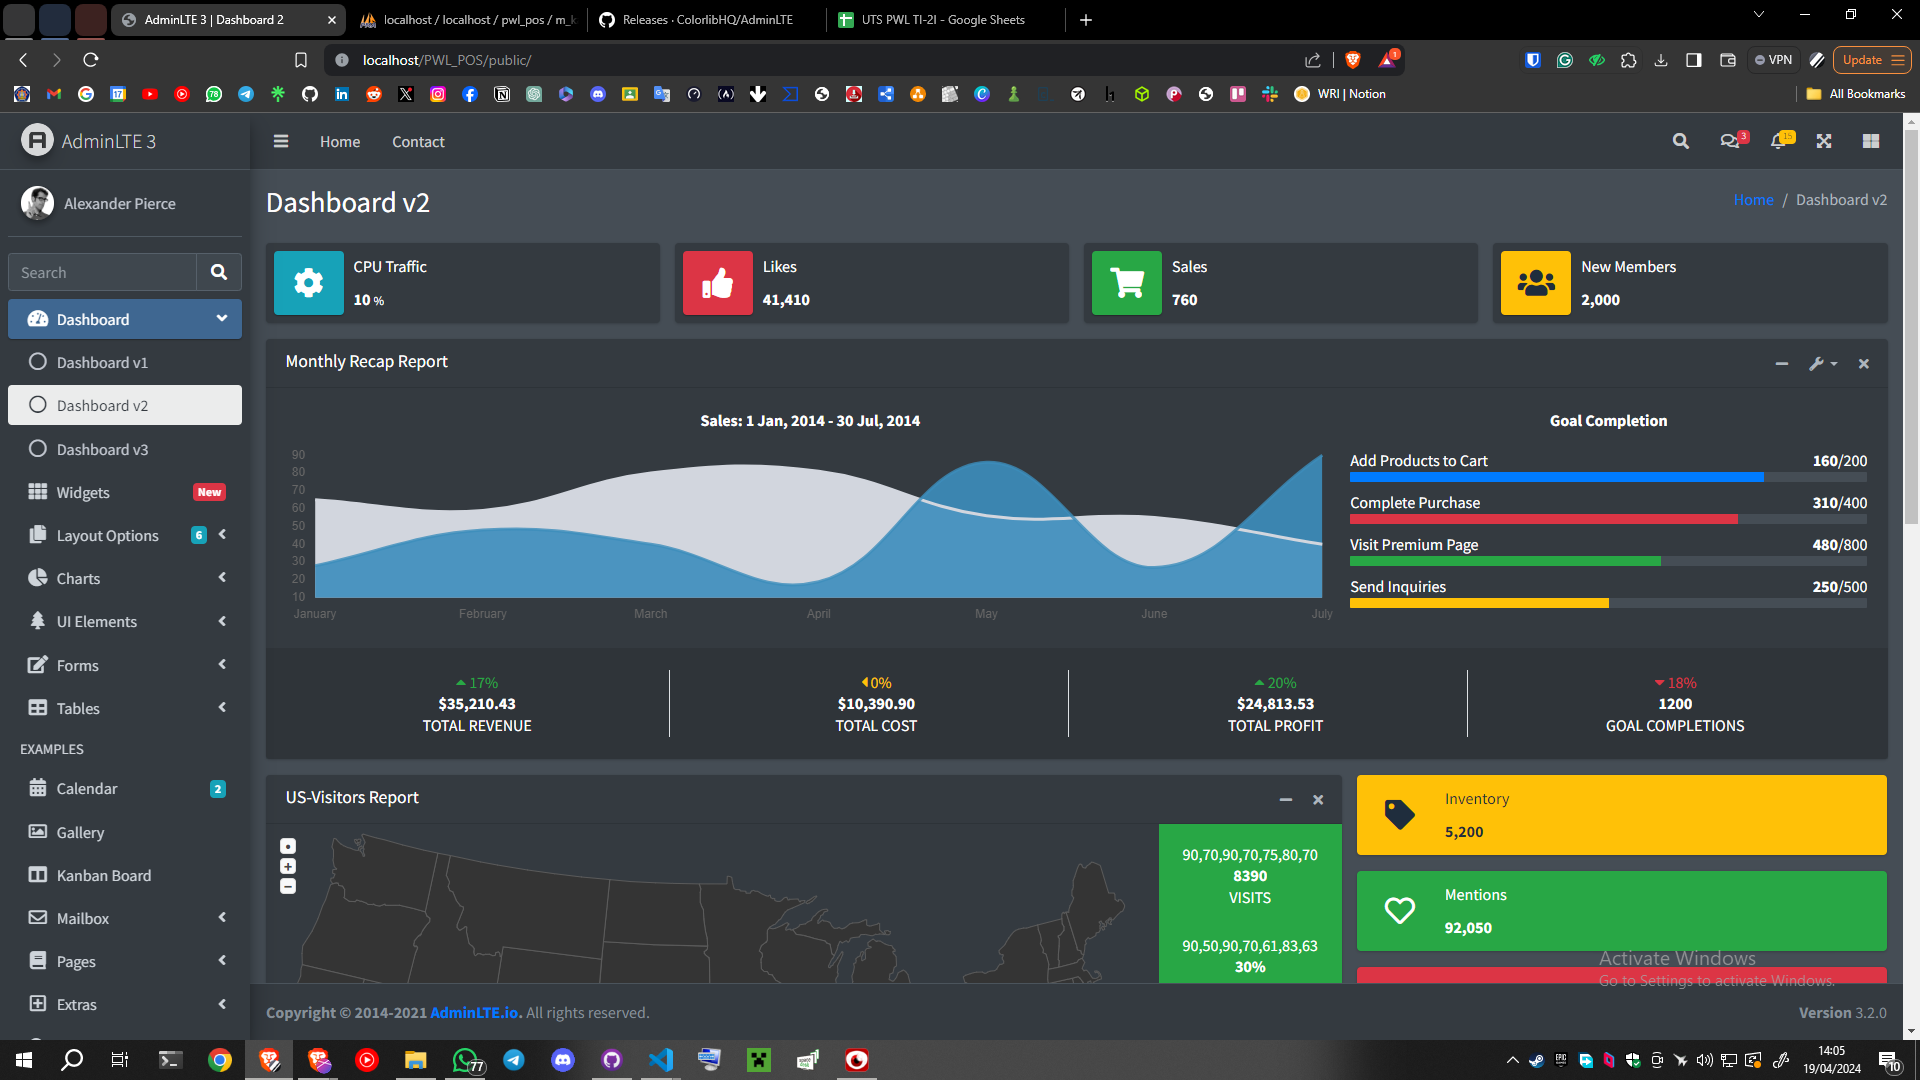 AdminLTE 3 | Dashboard 2
localhost / localhost / pwl_pos / m_k
Releases · ColorlibHQ/AdminLTE
UTS PWL TI-2I - Google Sheets
localhost/PWL_POS/public/
1
VPN
Update
78
WRI | Notion
All Bookmarks
AdminLTE 3
Home
Contact
3
15
Alexander Pierce
Dashboard v2
Home / Dashboard v2
Search
CPU Traffic
10 %
Likes
41,410
Sales
760
New Members
2,000
Dashboard
Dashboard v1
Dashboard v2
Dashboard v3
Widgets
New
Layout Options
6
Charts
UI Elements
Forms
Tables
EXAMPLES
Calendar
2
Gallery
Kanban Board
Mailbox
Pages
Extras
Monthly Recap Report
Sales: 1 Jan, 2014 - 30 Jul, 2014
90
80
70
60
50
40
30
20
10
January
February
March
April
May
June
July
Goal Completion
Add Products to Cart
160/200
Complete Purchase
310/400
Visit Premium Page
480/800
Send Inquiries
250/500
17%
$35,210.43
TOTAL REVENUE
0%
$10,390.90
TOTAL COST
20%
$24,813.53
TOTAL PROFIT
18%
1200
GOAL COMPLETIONS
US-Visitors Report
90,70,90,70,75,80,70
8390
VISITS
90,50,90,70,61,83,63
30%
Inventory
5,200
Mentions
92,050
Activate Windows
Go to Settings to activate Windows.
Copyright © 2014-2021 AdminLTE.io. All rights reserved.
Version 3.2.0
77
14:05
19/04/2024
10